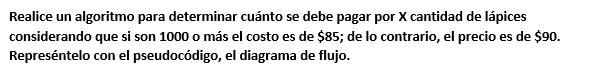 Realice un algoritmo para determinar cuánto se debe pagar por X cantidad de lápices
considerando que si son 1000 o más el costo es de $85; de lo contrario, el precio es de $90.
Represéntelo con el pseudocódigo, el diagrama de flujo.